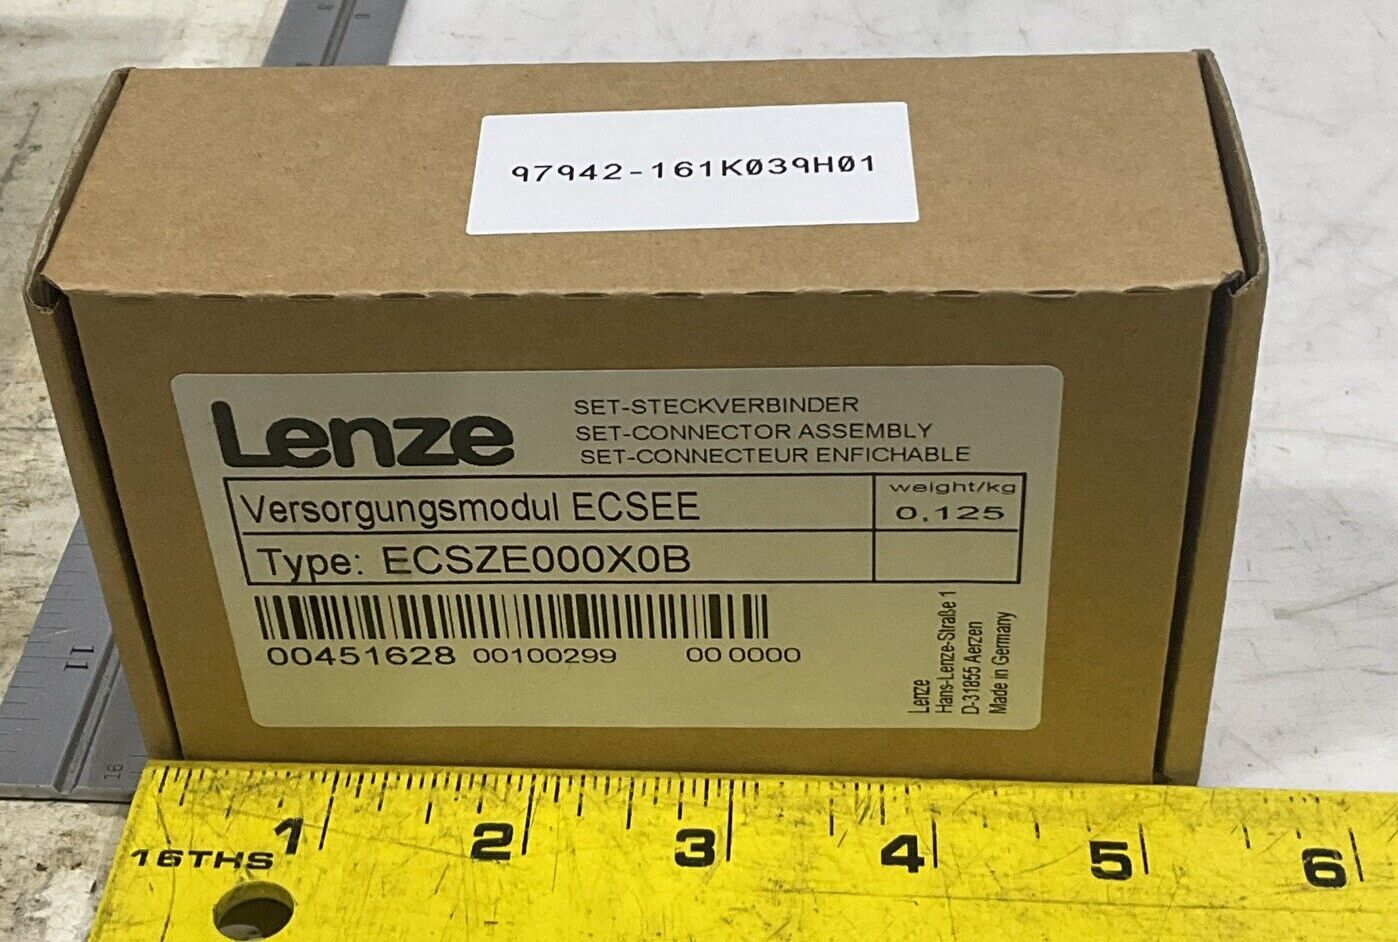 97942-161K039H01
Lenze
SET-STECKVERBINDER
SET-CONNECTOR ASSEMBLY
SET-CONNECTEUR ENFICHABLE
Versorgungsmodul ECSEE
weight/kg
0,125
Type: ECSZE000X0B
00451628 00100299 00 0000
Lenze
Hans-Lenze-Straße 1
D-31855 Aerzen
Made in Germany
11
16
16THS
1 2 3 4 5 6